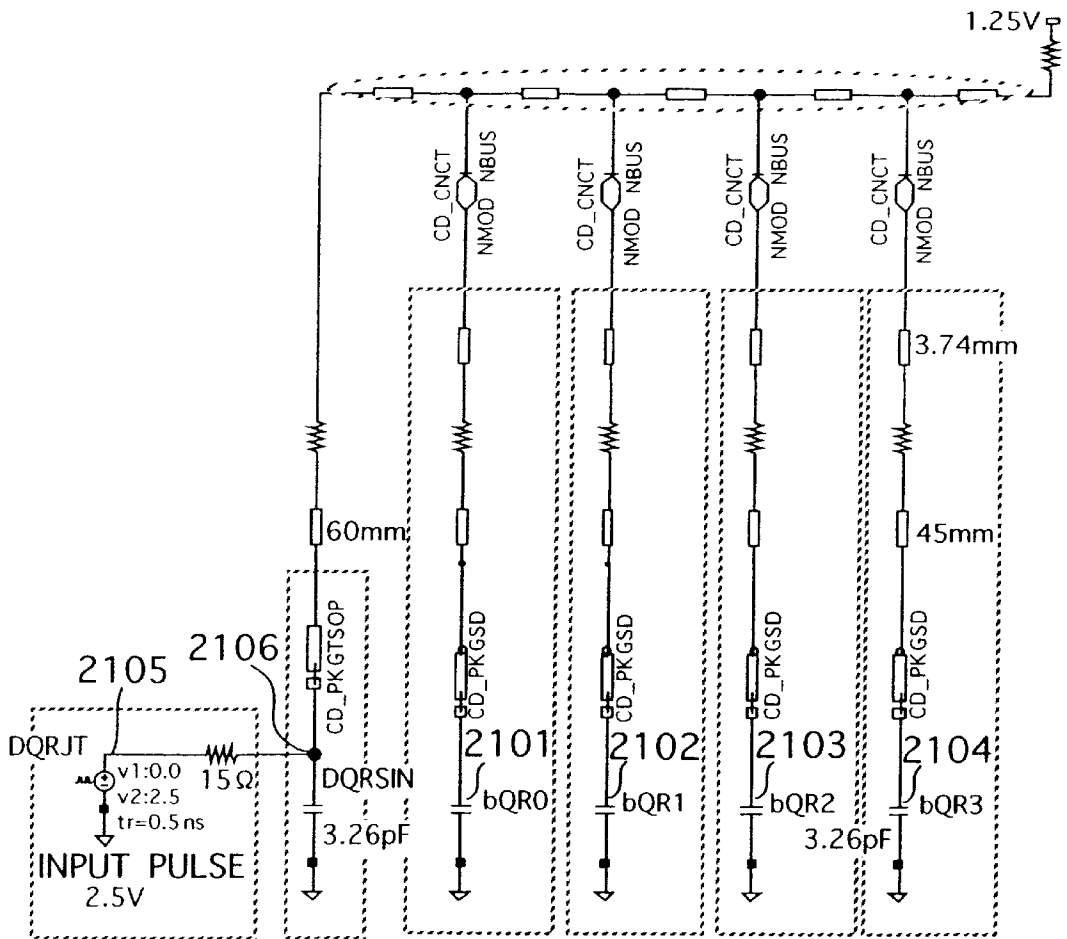 1.25V
CD_CNCT
NMOD NBUS
CD_CNCT
NMOD NBUS
CD_CNCT
NMOD NBUS
CD_CNCT
NMOD NBUS
3.74mm
60mm
45mm
CD_PKGTSOP
CD_PKGSD
CD_PKGSD
CD_PKGSD
CD_PKGSD
2106
2105
2101
2102
2103
2104
DQRJT
v1:0.0
v2:2.5
tr=0.5ns
15Ω
DQRSIN
3.26pF
bQR0
bQR1
bQR2
bQR3
3.26pF
INPUT PULSE
2.5V